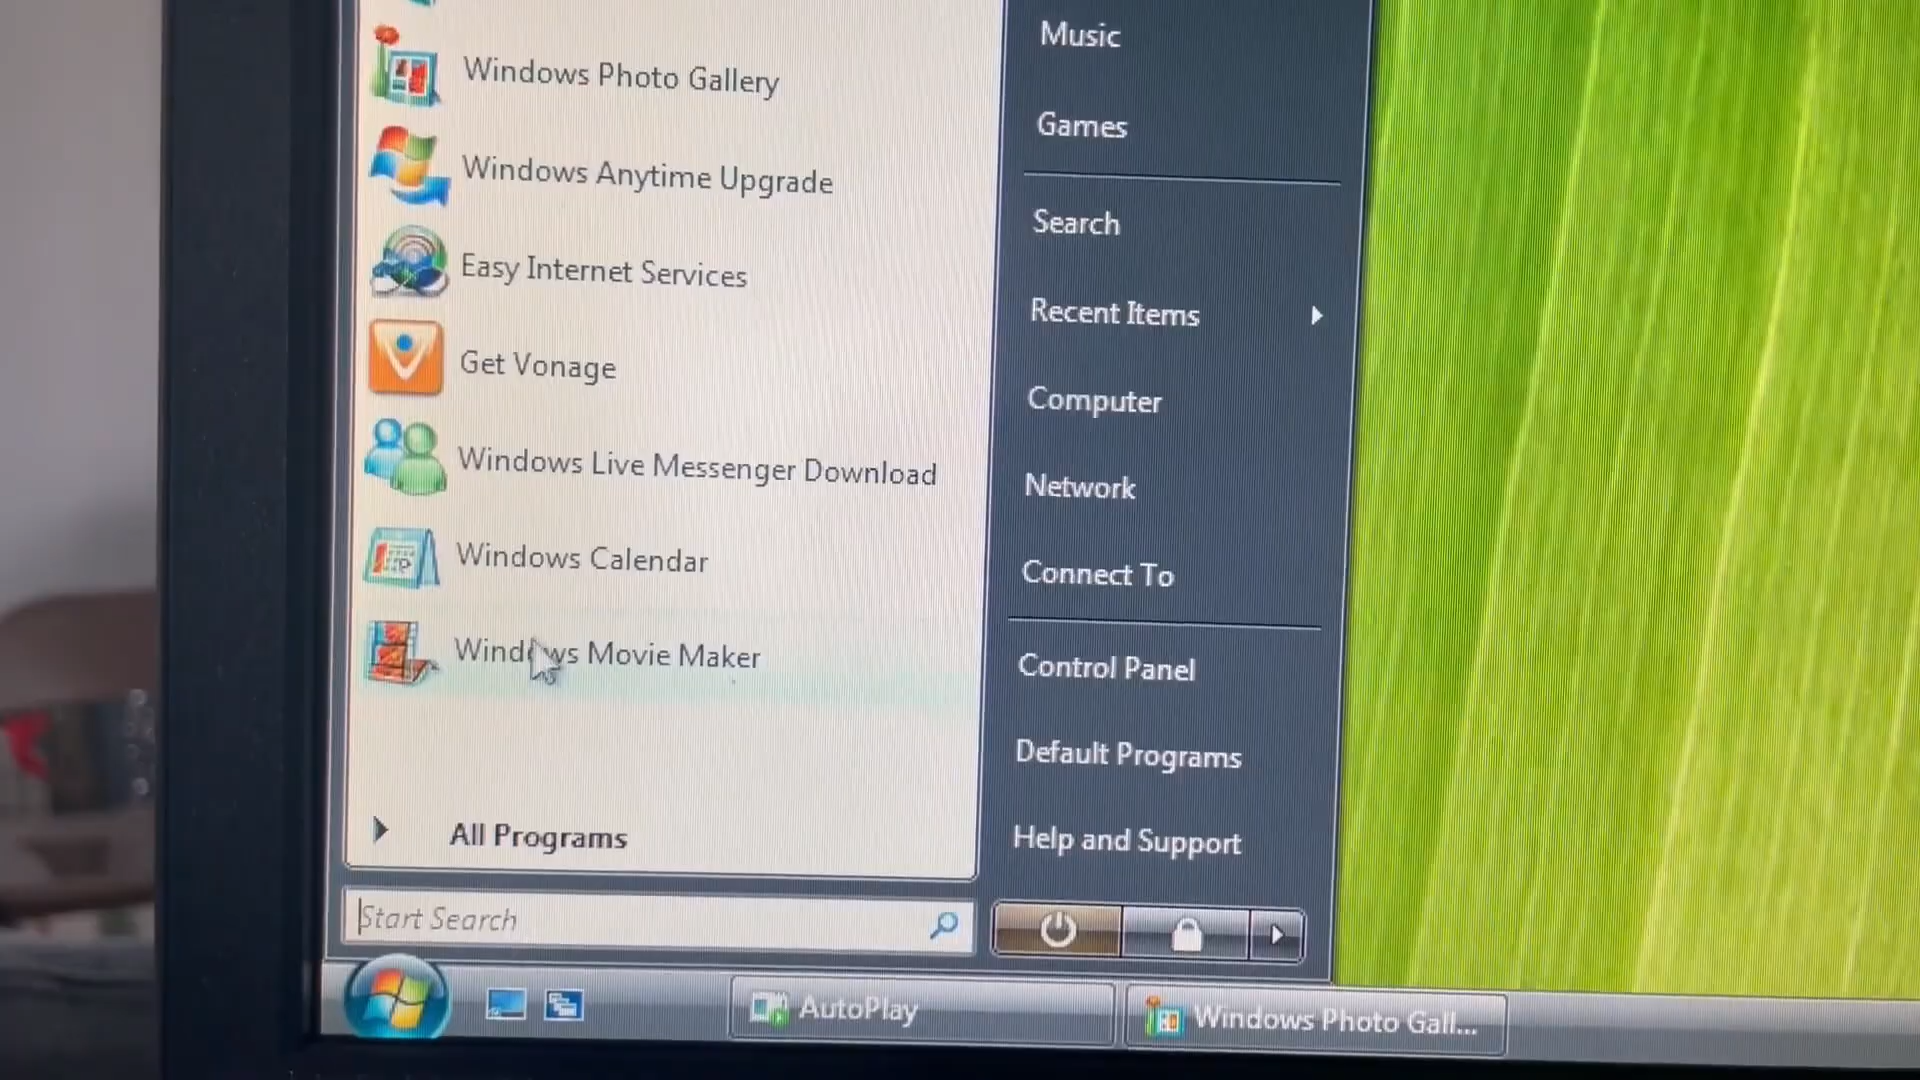 Windows Photo Gallery
Windows Anytime Upgrade
Easy Internet Services
Get Vonage
Windows Live Messenger Download
Windows Calendar
Windows Movie Maker
All Programs
Start Search
Music
Games
Search
Recent Items
Computer
Network
Connect To
Control Panel
Default Programs
Help and Support
AutoPlay
Windows Photo Gall...